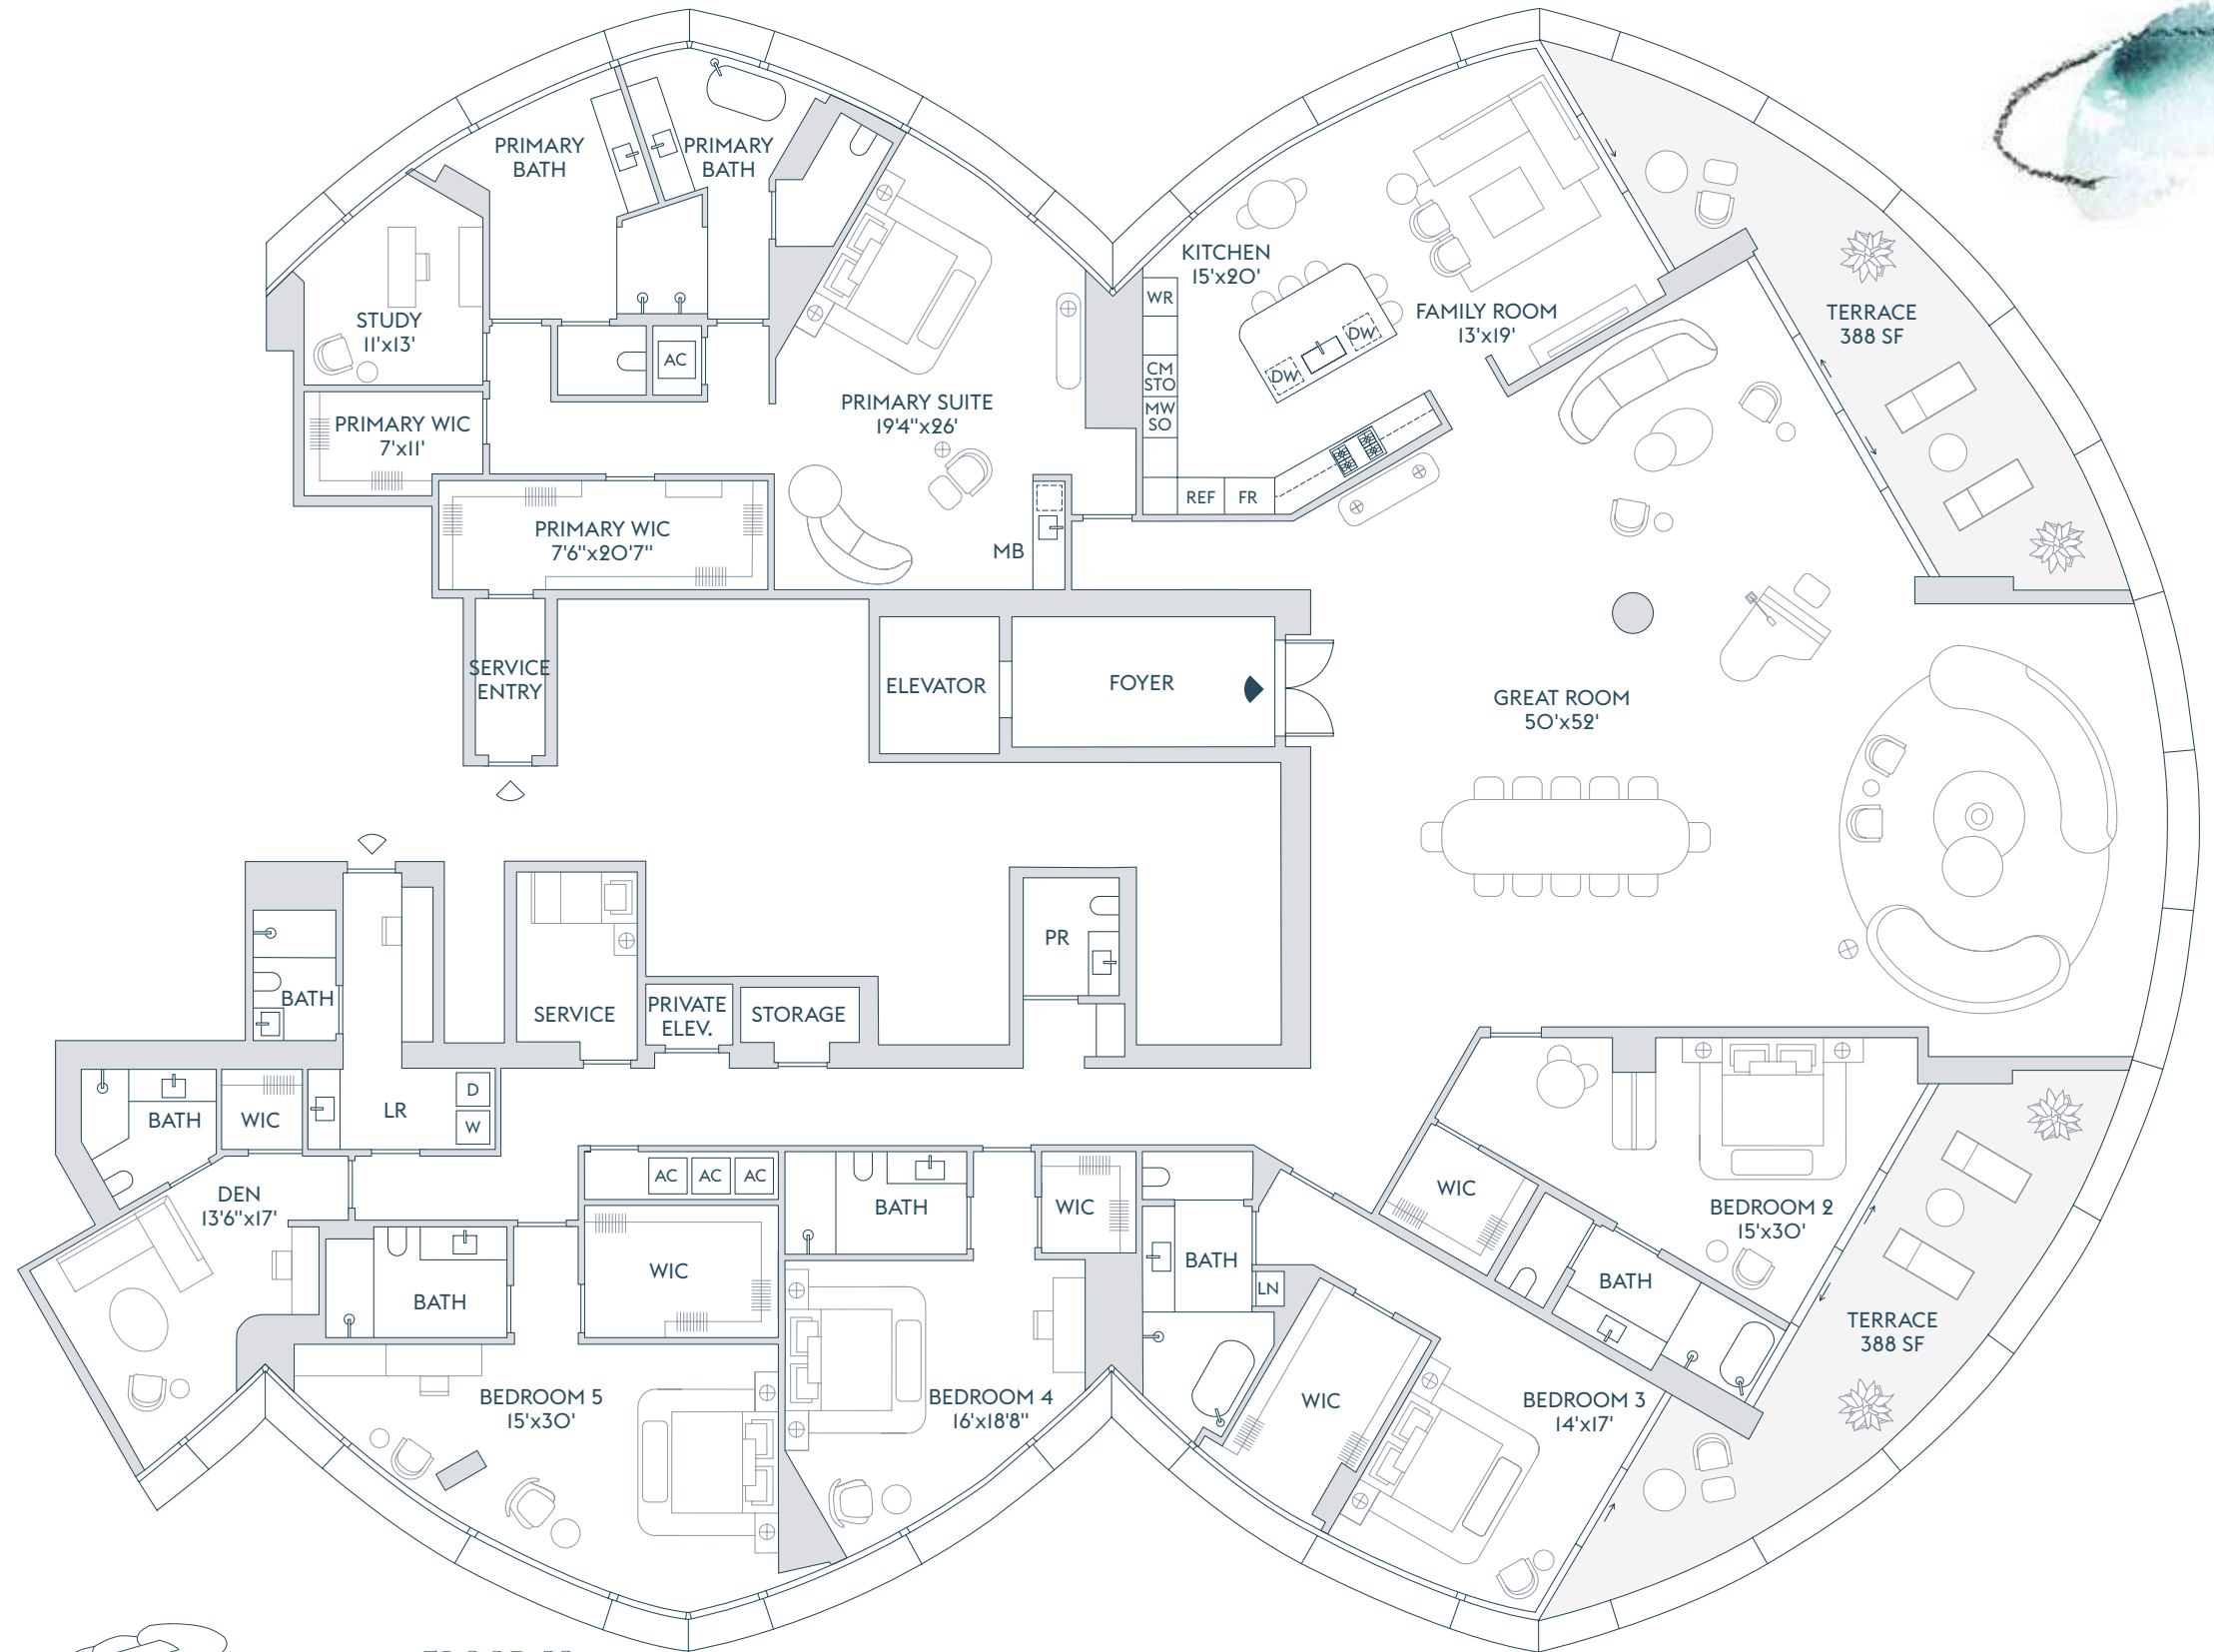 PRIMARY
BATH
PRIMARY
BATH
STUDY
11'x13'
AC
PRIMARY WIC
7'x11'
PRIMARY SUITE
19'4"x26'
PRIMARY WIC
7'6"x20'7"
MB
KITCHEN
15'x20'
WR
CM
STO
MW
SO
REF
FR
DW
DW
FAMILY ROOM
13'x19'
TERRACE
388 SF
SERVICE
ENTRY
ELEVATOR
FOYER
GREAT ROOM
50'x52'
BATH
SERVICE
PRIVATE
ELEV.
STORAGE
PR
BATH
WIC
LR
D
W
DEN
13'6"x17'
AC
AC
AC
BATH
WIC
BATH
WIC
BATH
LN
WIC
BEDROOM 2
15'x30'
BATH
TERRACE
388 SF
WIC
BEDROOM 5
15'x30'
BEDROOM 4
16'x18'8"
WIC
BEDROOM 3
14'x17'